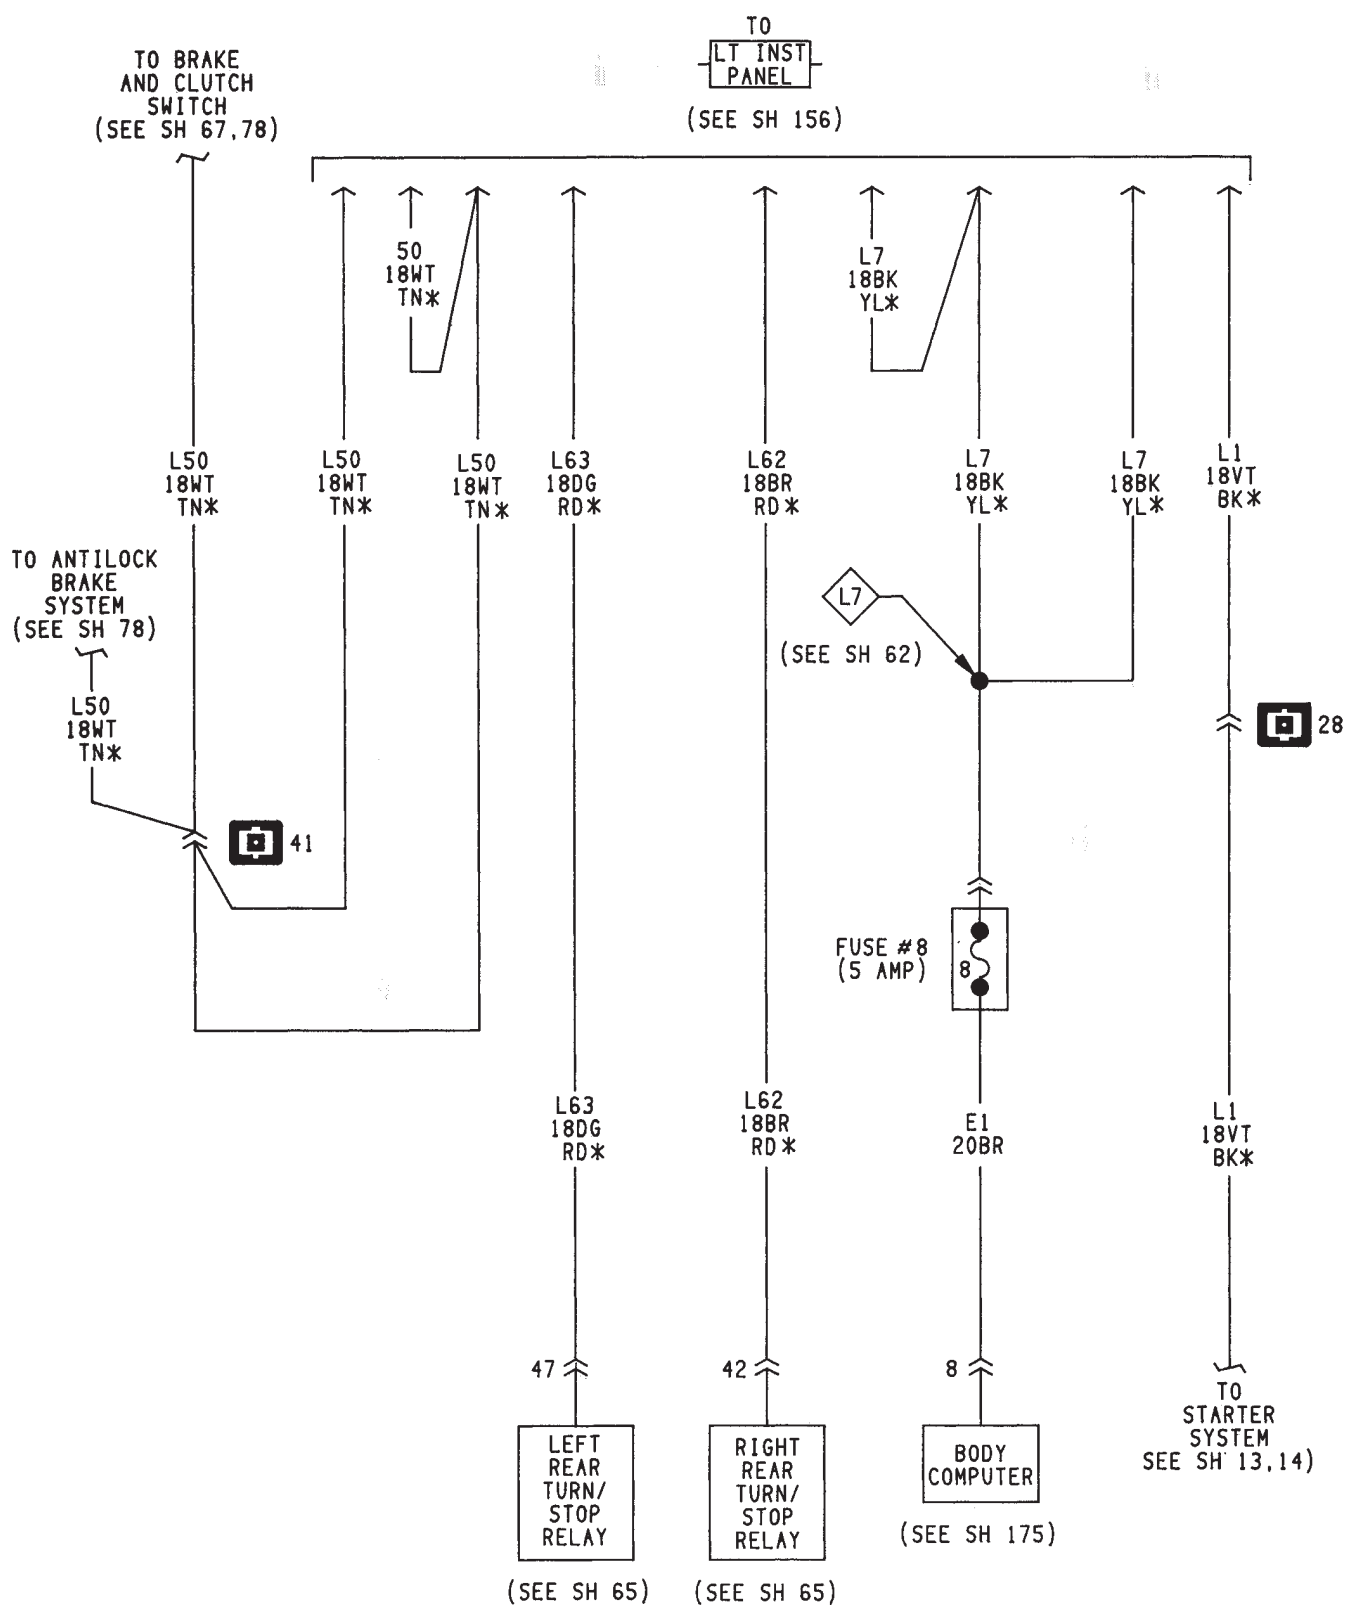 TO
LT INST
PANEL
(SEE SH 156)
TO BRAKE
AND CLUTCH
SWITCH
(SEE SH 67,78)
50
18WT
TN*
L7
18BK
YL*
L50
18WT
TN*
L50
18WT
TN*
L50
18WT
TN*
L63
18DG
RD*
L62
18BR
RD*
L7
18BK
YL*
L7
18BK
YL*
L1
18VT
BK*
TO ANTILOCK
BRAKE
SYSTEM
(SEE SH 78)
L7
(SEE SH 62)
L50
18WT
TN*
28
41
FUSE #8
(5 AMP)
8
L63
18DG
RD*
L62
18BR
RD*
E1
20BR
L1
18VT
BK*
47
42
8
LEFT
REAR
TURN/
STOP
RELAY
(SEE SH 65)
RIGHT
REAR
TURN/
STOP
RELAY
(SEE SH 65)
BODY
COMPUTER
(SEE SH 175)
TO
STARTER
SYSTEM
SEE SH 13,14)